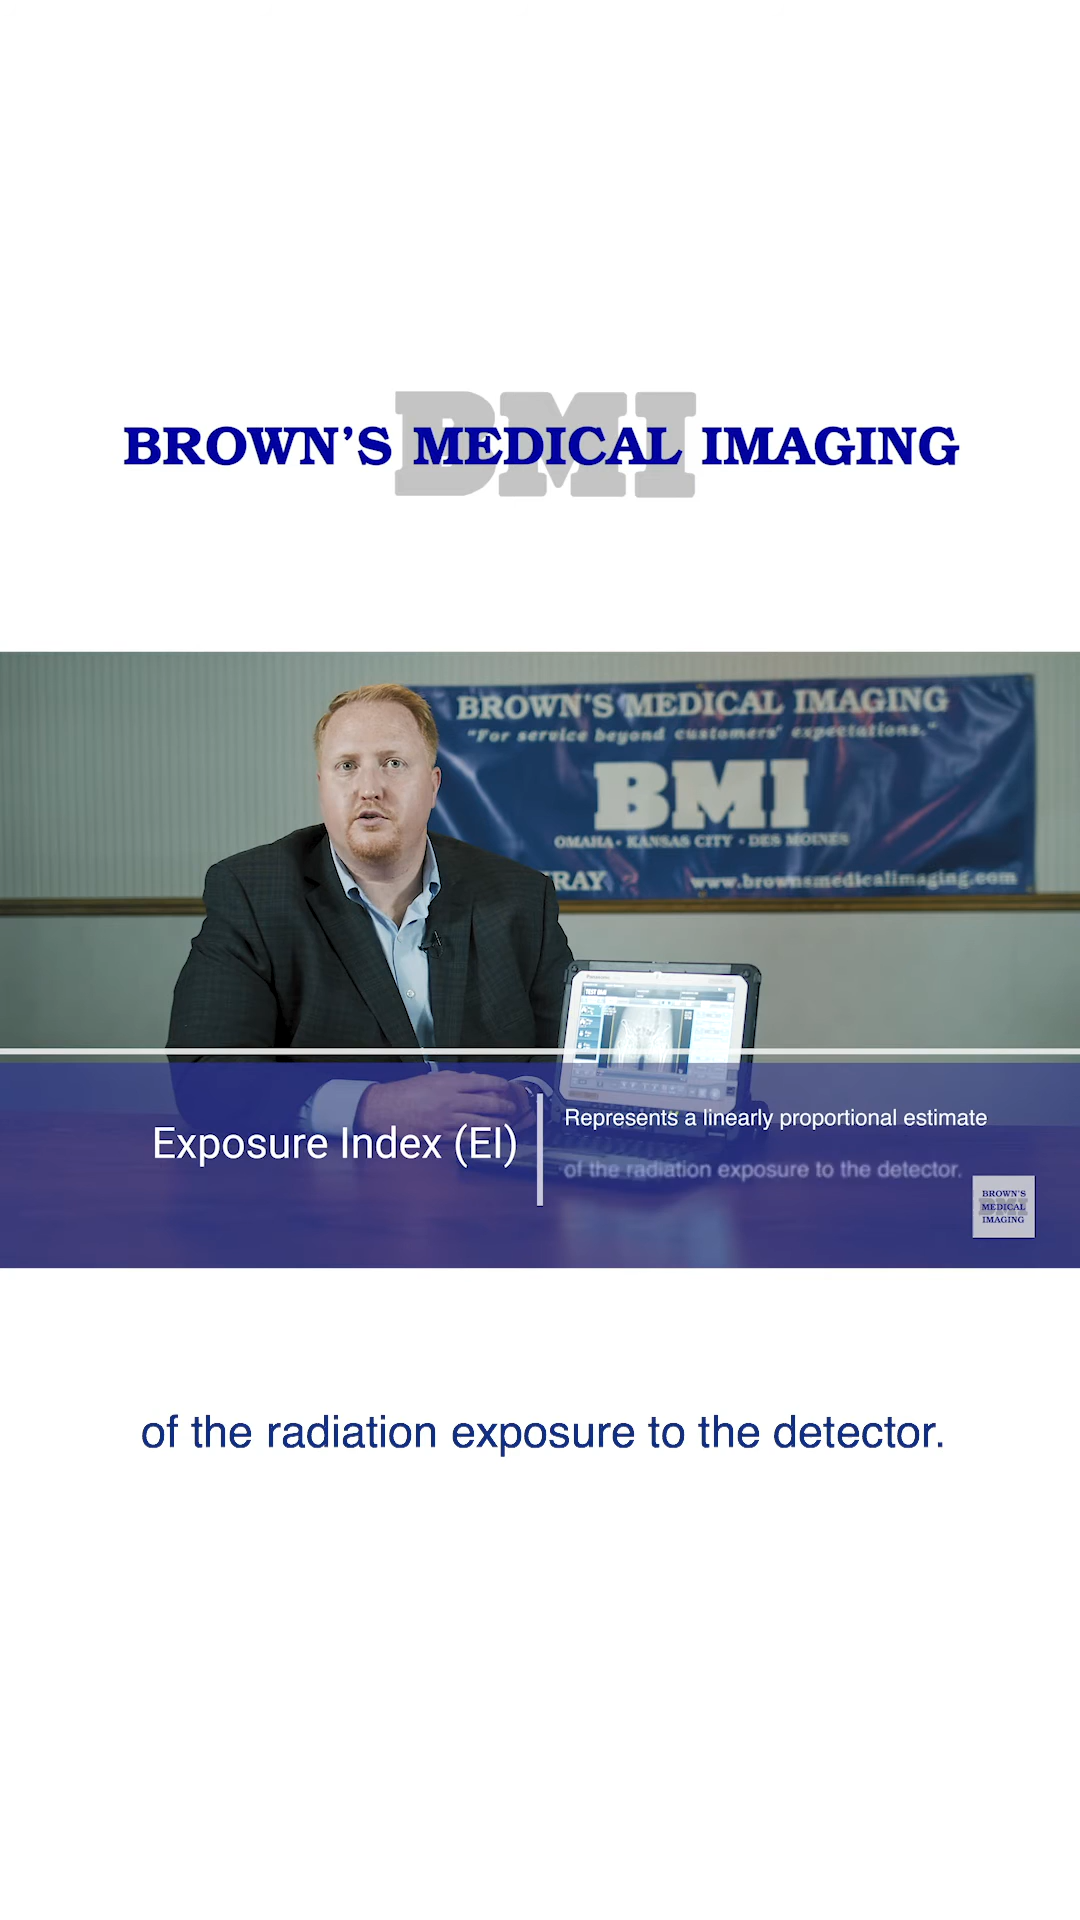 BMI
BROWN'S MEDICAL IMAGING
BROWN'S MEDICAL IMAGING
"For service beyond customers' expectations."
BMI
OMAHA • KANSAS CITY • DES MOINES
RAY
www.brownsmedicalimaging.com
TEST BMI
Exposure Index (EI)
Represents a linearly proportional estimate
of the radiation exposure to the detector.
BROWN'S
MEDICAL
IMAGING
of the radiation exposure to the detector.